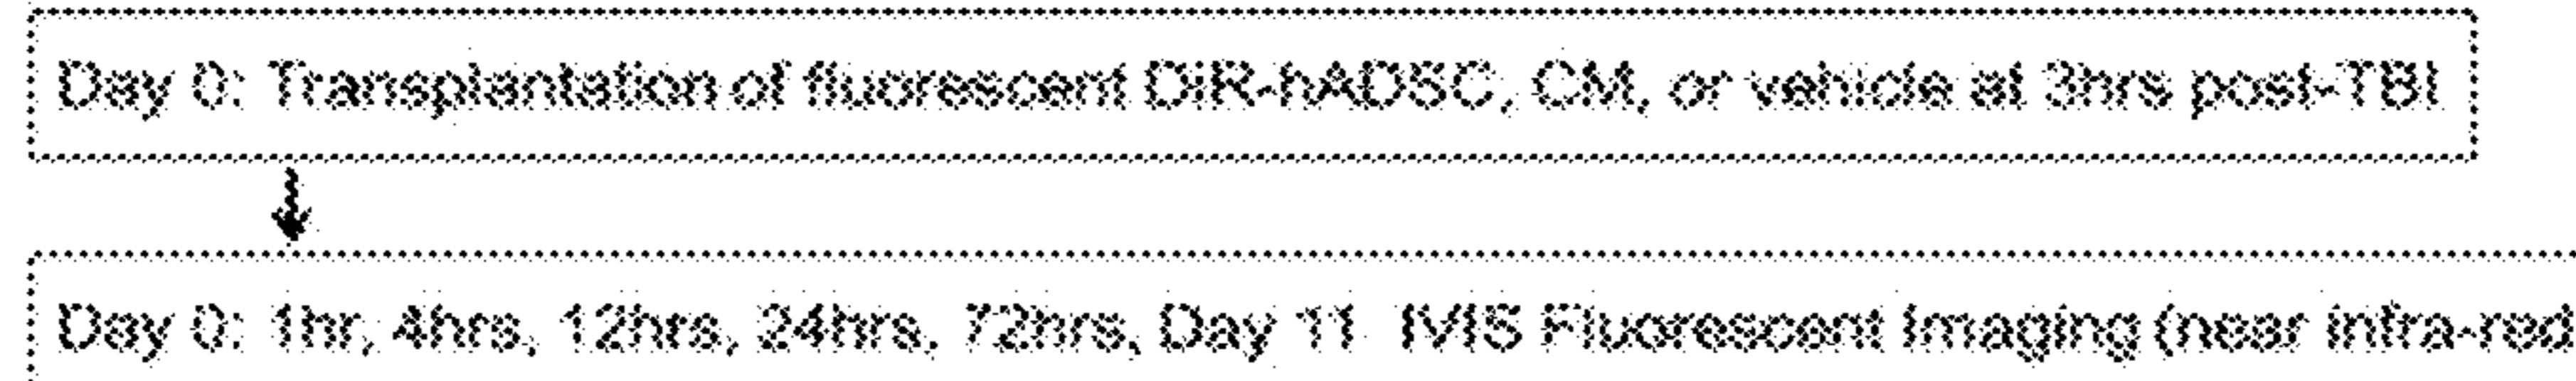 Day 0: Transplantation of fluorescent DiR-hADSC, CM, or vehicle at 3hrs post-TBI
Day 0: 1hr, 4hrs, 12hrs, 24hrs, 72hrs, Day 11 IVIS Fluorescent Imaging (near infra-red